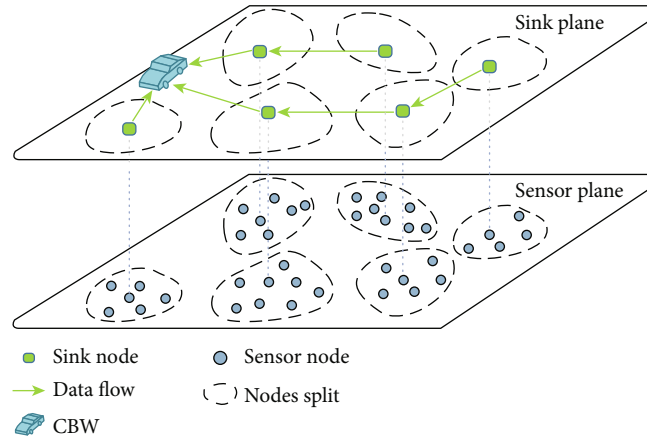 Sink plane
Sensor plane
Sink node
Sensor node
Data flow
Nodes split
CBW